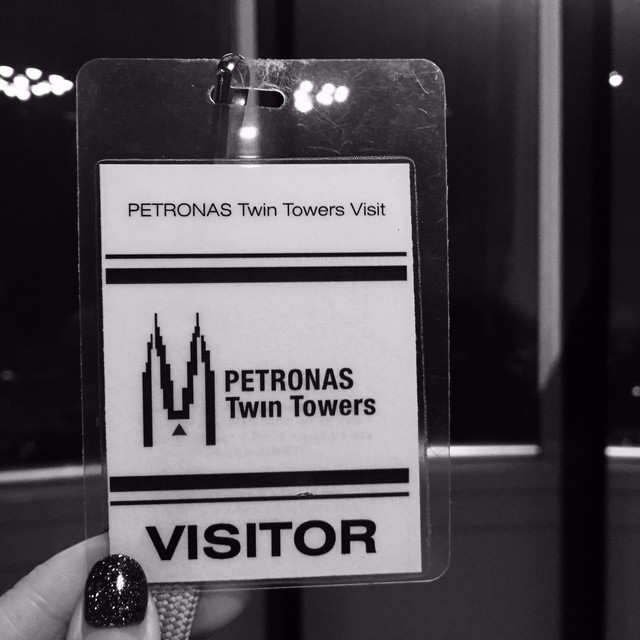 PETRONAS Twin Towers Visit
PETRONAS
Twin Towers
VISITOR